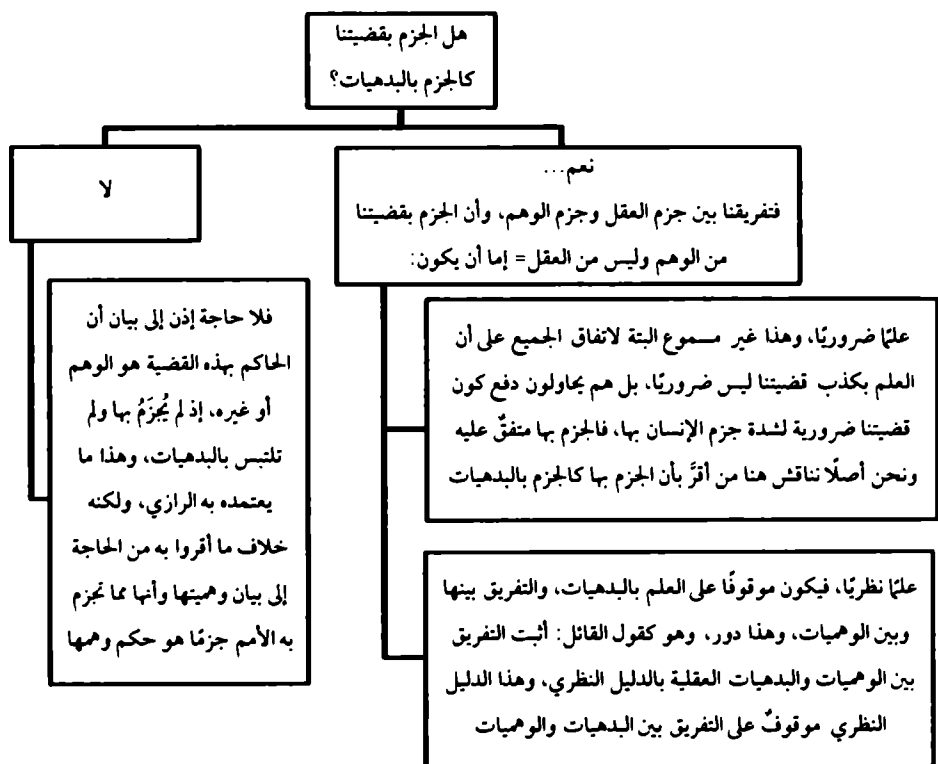 هل الجزم بقضيتنا
كالجزم بالبدهيات؟
نعم...
فتفريقنا بين جزم العقل وجزم الوهم، وأن الجزم بقضيتنا
من الوهم وليس من العقل= إما أن يكون:
علمًا ضروريًا، وهذا غير مسموع البتة لاتفاق الجميع على أن
العلم بكذب قضيتنا ليس ضروريًا، بل هم يحاولون دفع كون
قضيتنا ضرورية لشدة جزم الإنسان بها، فالجزم بها متفقٌ عليه
ونحن أصلًا نناقش هنا من أقرَّ بأن الجزم بها كالجزم بالبدهيات
علمًا نظريًا، فيكون موقوفًا على العلم بالبدهيات، والتفريق بينها
وبين الوهميات، وهذا دور، وهو كقول القائل: أثبت التفريق
بين الوهميات والبدهيات العقلية بالدليل النظري، وهذا الدليل
النظري موقوفٌ على التفريق بين البدهيات والوهميات
لا
فلا حاجة إذن إلى بيان أن
الحاكم بهذه القضية هو الوهم
أو غيره، إذ لم يُجزَمُ بها ولم
تلتبس بالبدهيات، وهذا ما
يعتمده به الرازي، ولكنه
خلاف ما أقروا به من الحاجة
إلى بيان وهميتها وأنها مما تجزم
به الأمم جزمًا هو حكم وهمها